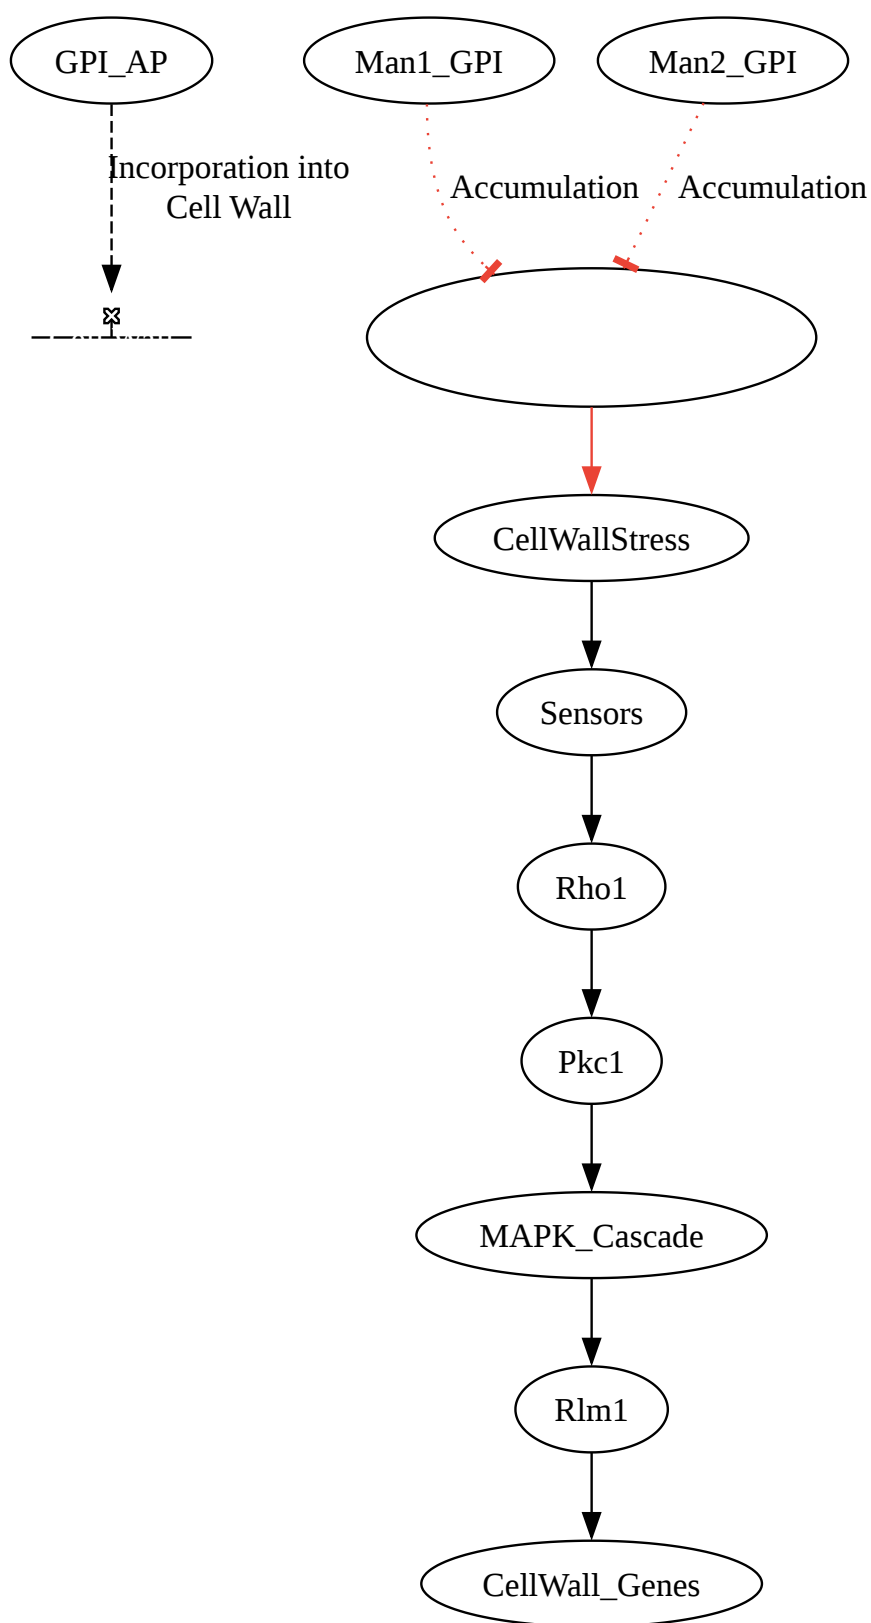 GPI_AP
Man1_GPI
Man2_GPI
Incorporation into
Cell Wall
Accumulation
Accumulation
CellWallStress
Sensors
Rho1
Pkc1
MAPK_Cascade
Rlm1
CellWall_Genes